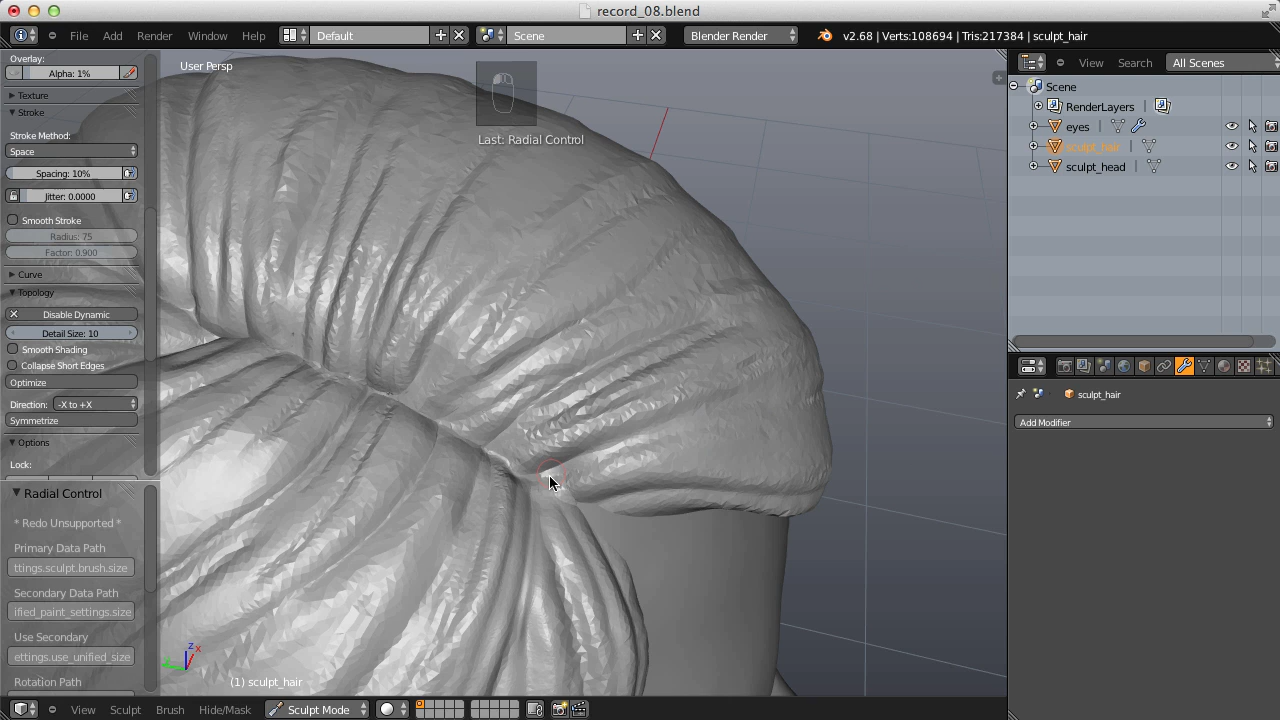 record_08.blend
File Add Render Window Help Default Scene Blender Render v2.68 | Verts:108694 | Tris:217384 | sculpt_hair
Overlay:
Alpha: 1%
Texture
Stroke
Stroke Method:
Space
Spacing: 10%
Jitter: 0.0000
Smooth Stroke
Radius: 75
Factor: 0.900
Curve
Topology
Disable Dynamic
Detail Size: 10
Smooth Shading
Collapse Short Edges
Optimize
Direction: -X to +X
Symmetrize
Options
Lock:
Radial Control
* Redo Unsupported *
Primary Data Path
ttings.sculpt.brush.size
Secondary Data Path
ified_paint_settings.size
Use Secondary
ettings.use_unified_size
Rotation Path
User Persp
Last: Radial Control
z x
(1) sculpt_hair
View Sculpt Brush Hide/Mask Sculpt Mode
View Search All Scenes
Scene
RenderLayers
eyes
sculpt_hair
sculpt_head
sculpt_hair
Add Modifier